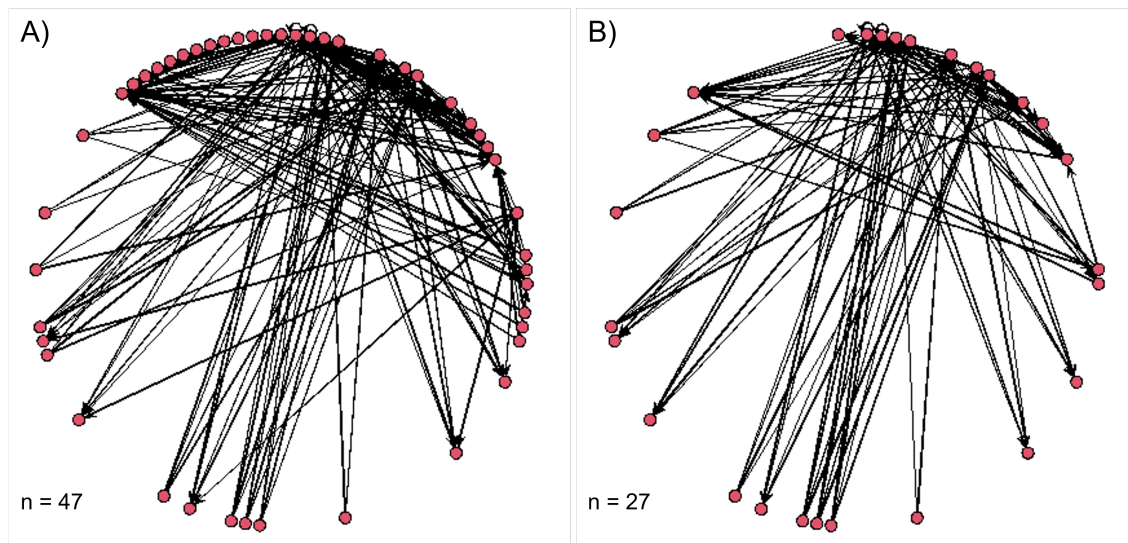 A)
B)
n = 47
n = 27